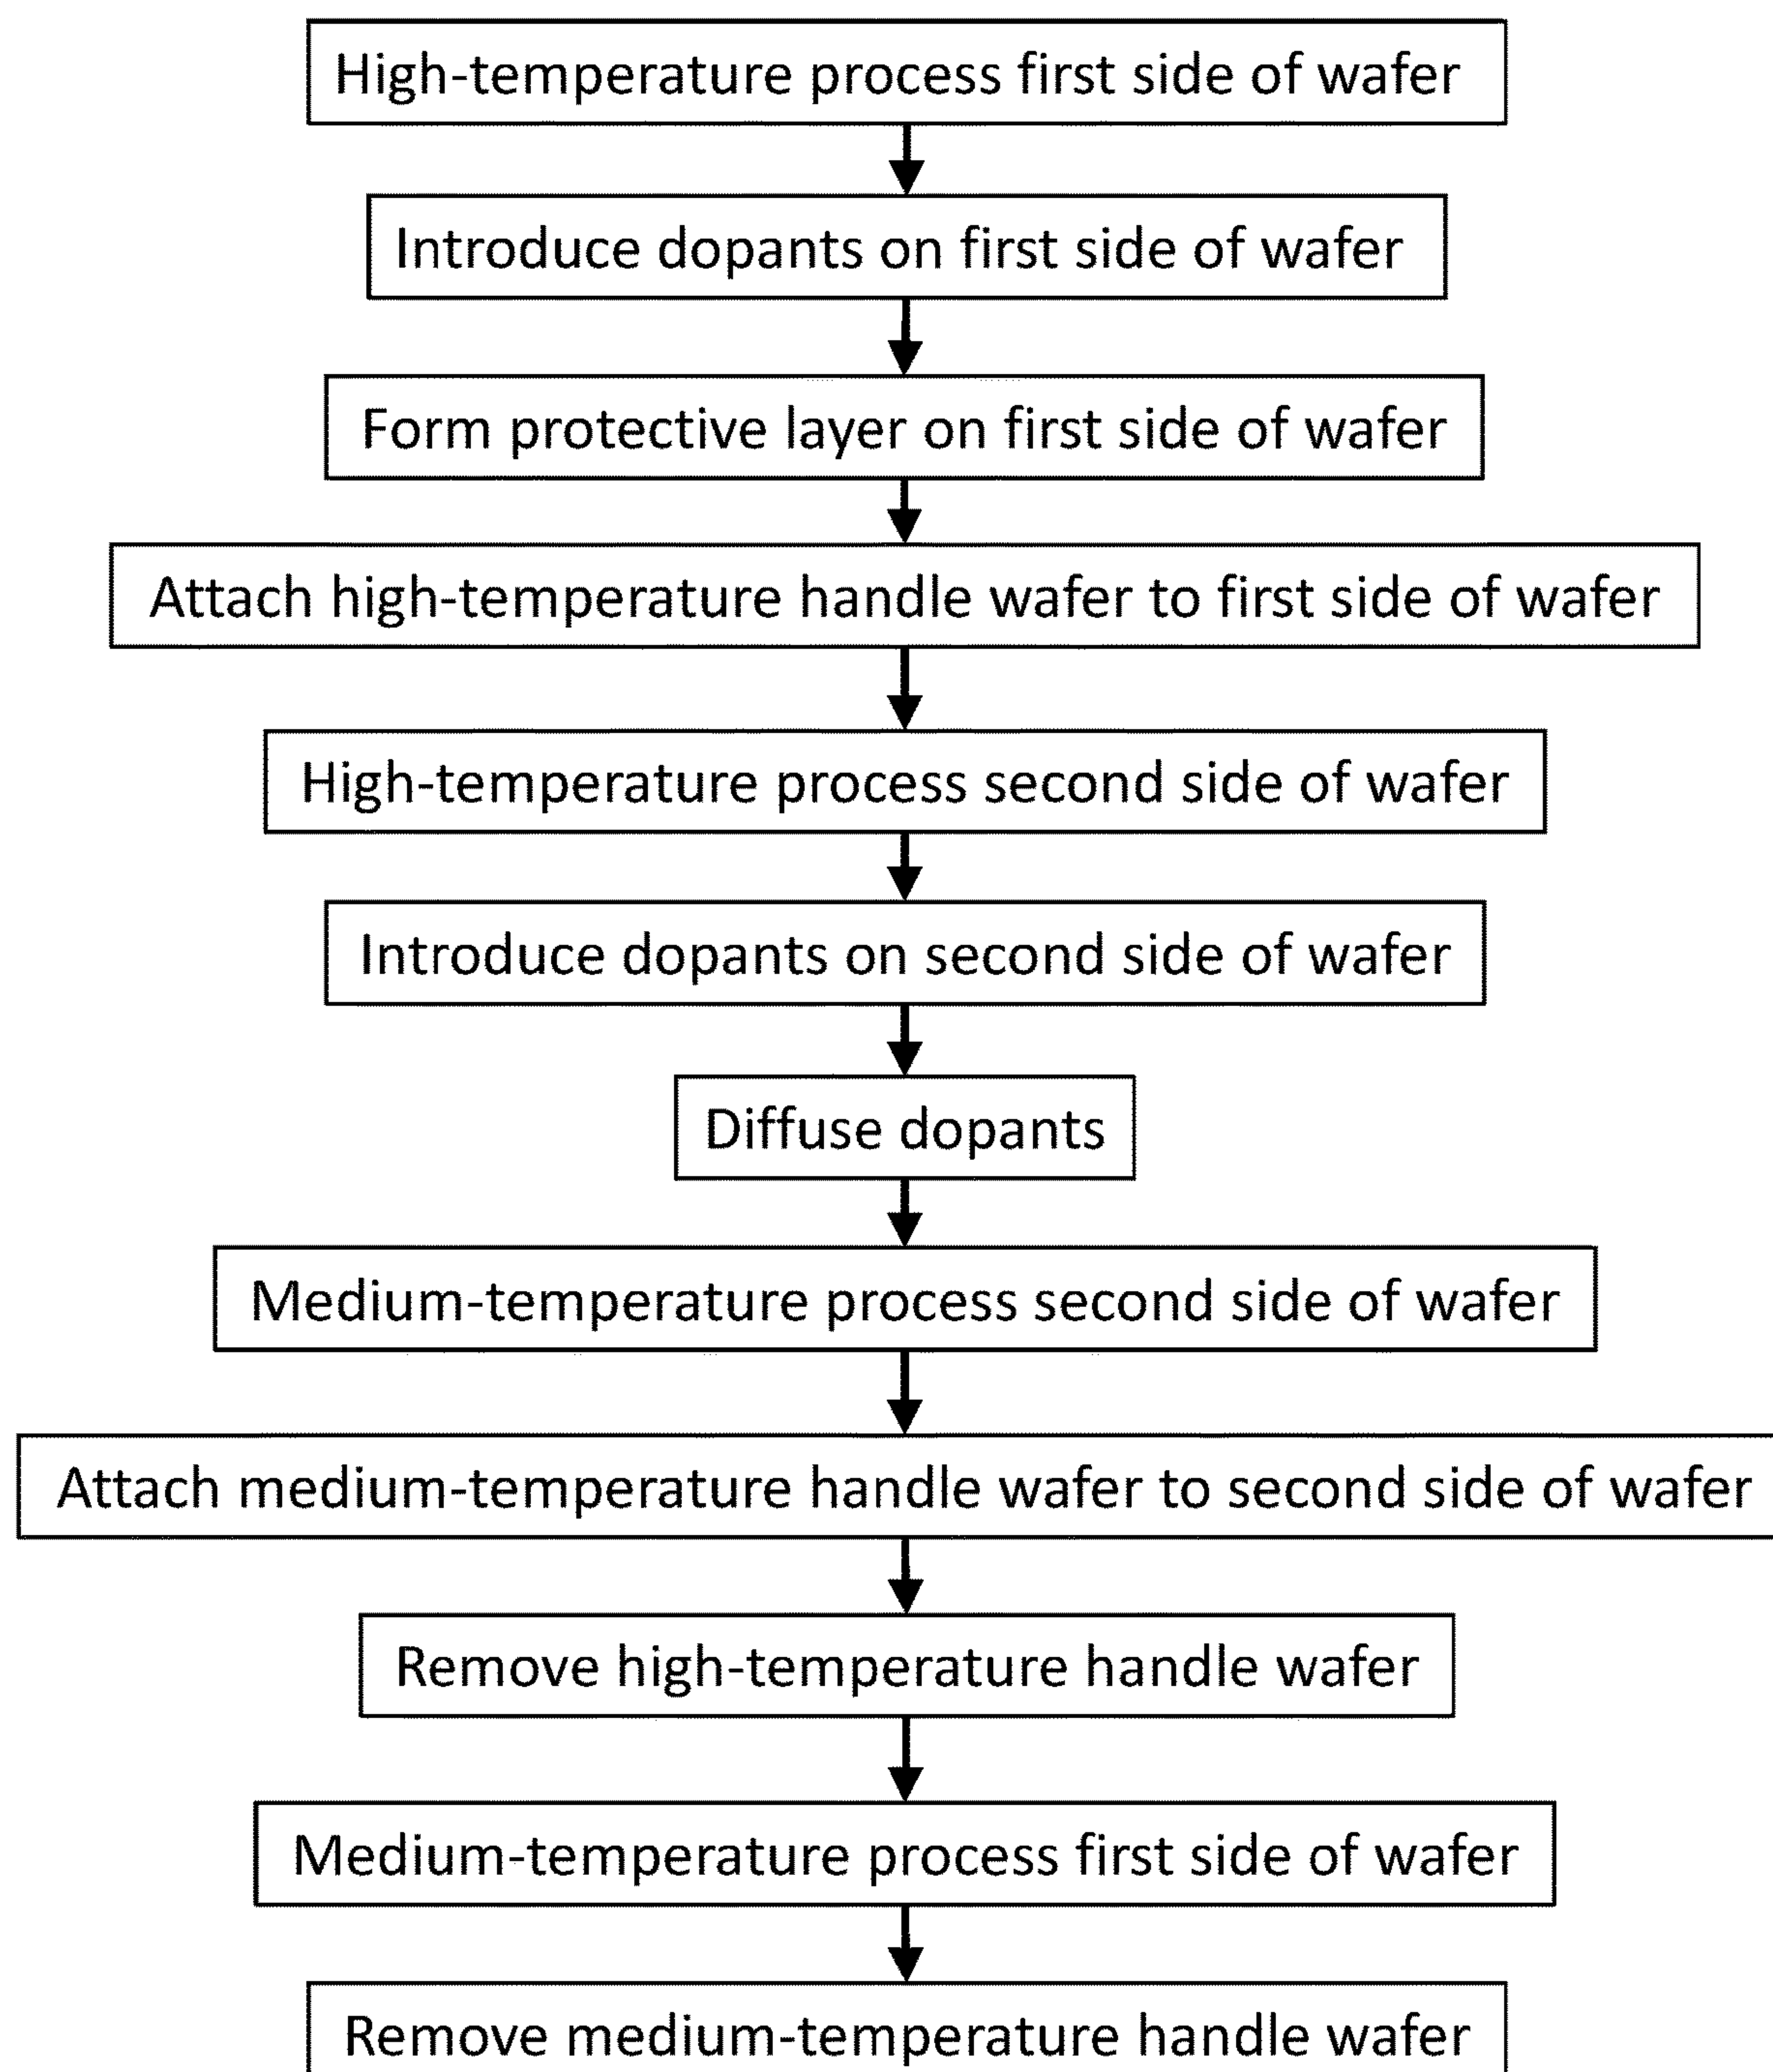 High-temperature process first side of wafer
Introduce dopants on first side of wafer
Form protective layer on first side of wafer
Attach high-temperature handle wafer to first side of wafer
High-temperature process second side of wafer
Introduce dopants on second side of wafer
Diffuse dopants
Medium-temperature process second side of wafer
Attach medium-temperature handle wafer to second side of wafer
Remove high-temperature handle wafer
Medium-temperature process first side of wafer
Remove medium-temperature handle wafer